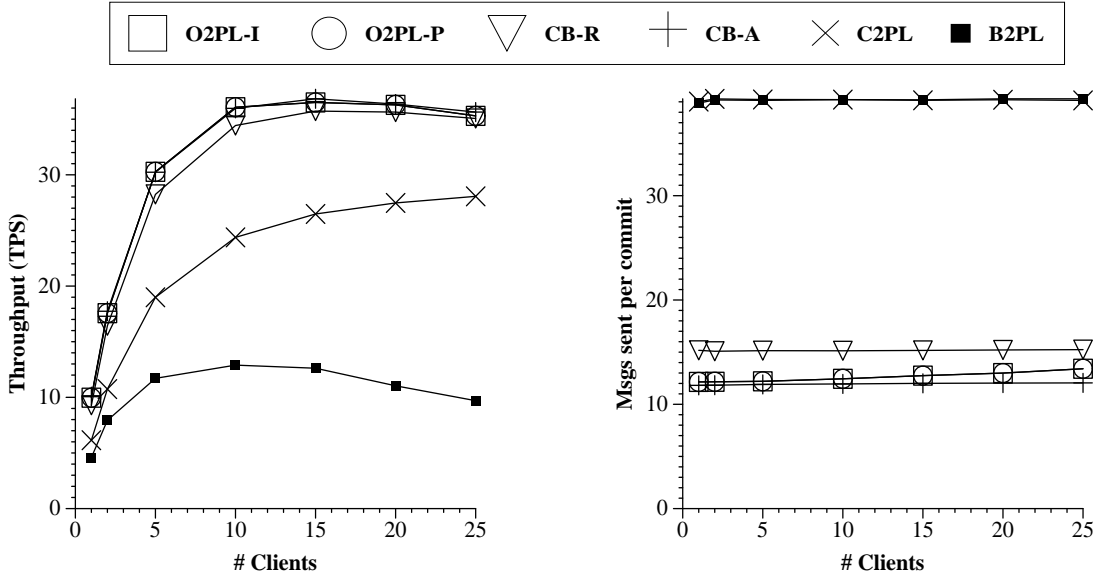 O2PL-I O2PL-P CB-R CB-A C2PL B2PL
Throughput (TPS)
30
20
10
0
0 5 10 15 20 25
# Clients
Msgs sent per commit
30
20
10
0
0 5 10 15 20 25
# Clients